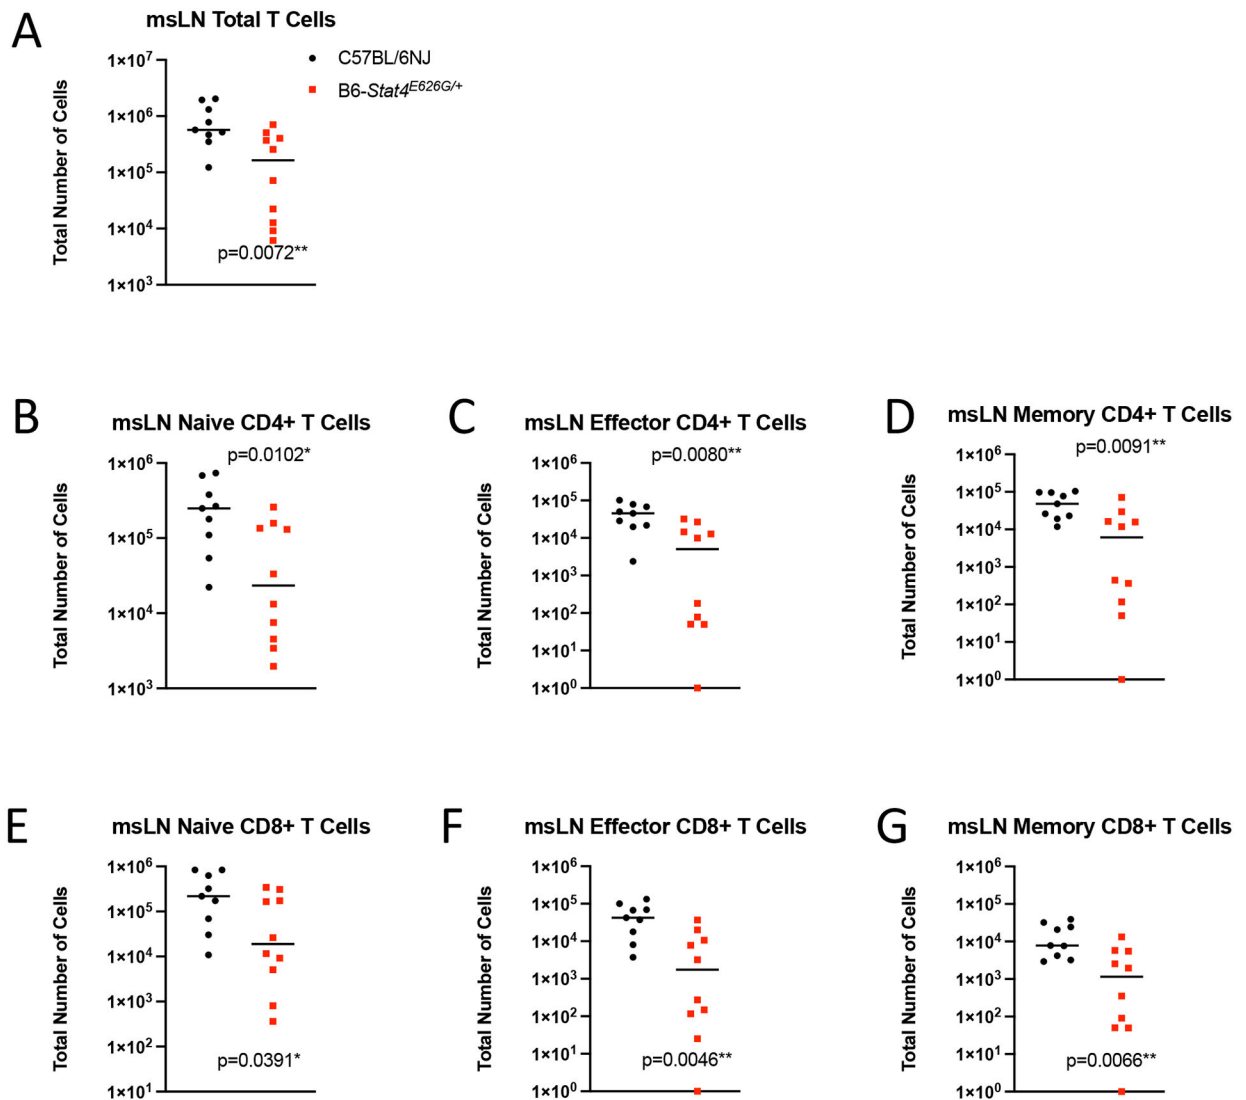 A
msLN Total T Cells
Total Number of Cells
1×10⁷
1×10⁶
1×10⁵
1×10⁴
1×10³
C57BL/6NJ
B6-Stat4^E626G/+
p=0.0072**
B
msLN Naive CD4+ T Cells
p=0.0102*
Total Number of Cells
1×10⁶
1×10⁵
1×10⁴
1×10³
C
msLN Effector CD4+ T Cells
p=0.0080**
Total Number of Cells
1×10⁶
1×10⁵
1×10⁴
1×10³
1×10²
1×10¹
1×10⁰
D
msLN Memory CD4+ T Cells
p=0.0091**
Total Number of Cells
1×10⁶
1×10⁵
1×10⁴
1×10³
1×10²
1×10¹
1×10⁰
E
msLN Naive CD8+ T Cells
Total Number of Cells
1×10⁶
1×10⁵
1×10⁴
1×10³
1×10²
1×10¹
p=0.0391*
F
msLN Effector CD8+ T Cells
Total Number of Cells
1×10⁶
1×10⁵
1×10⁴
1×10³
1×10²
1×10¹
1×10⁰
p=0.0046**
G
msLN Memory CD8+ T Cells
Total Number of Cells
1×10⁶
1×10⁵
1×10⁴
1×10³
1×10²
1×10¹
1×10⁰
p=0.0066**